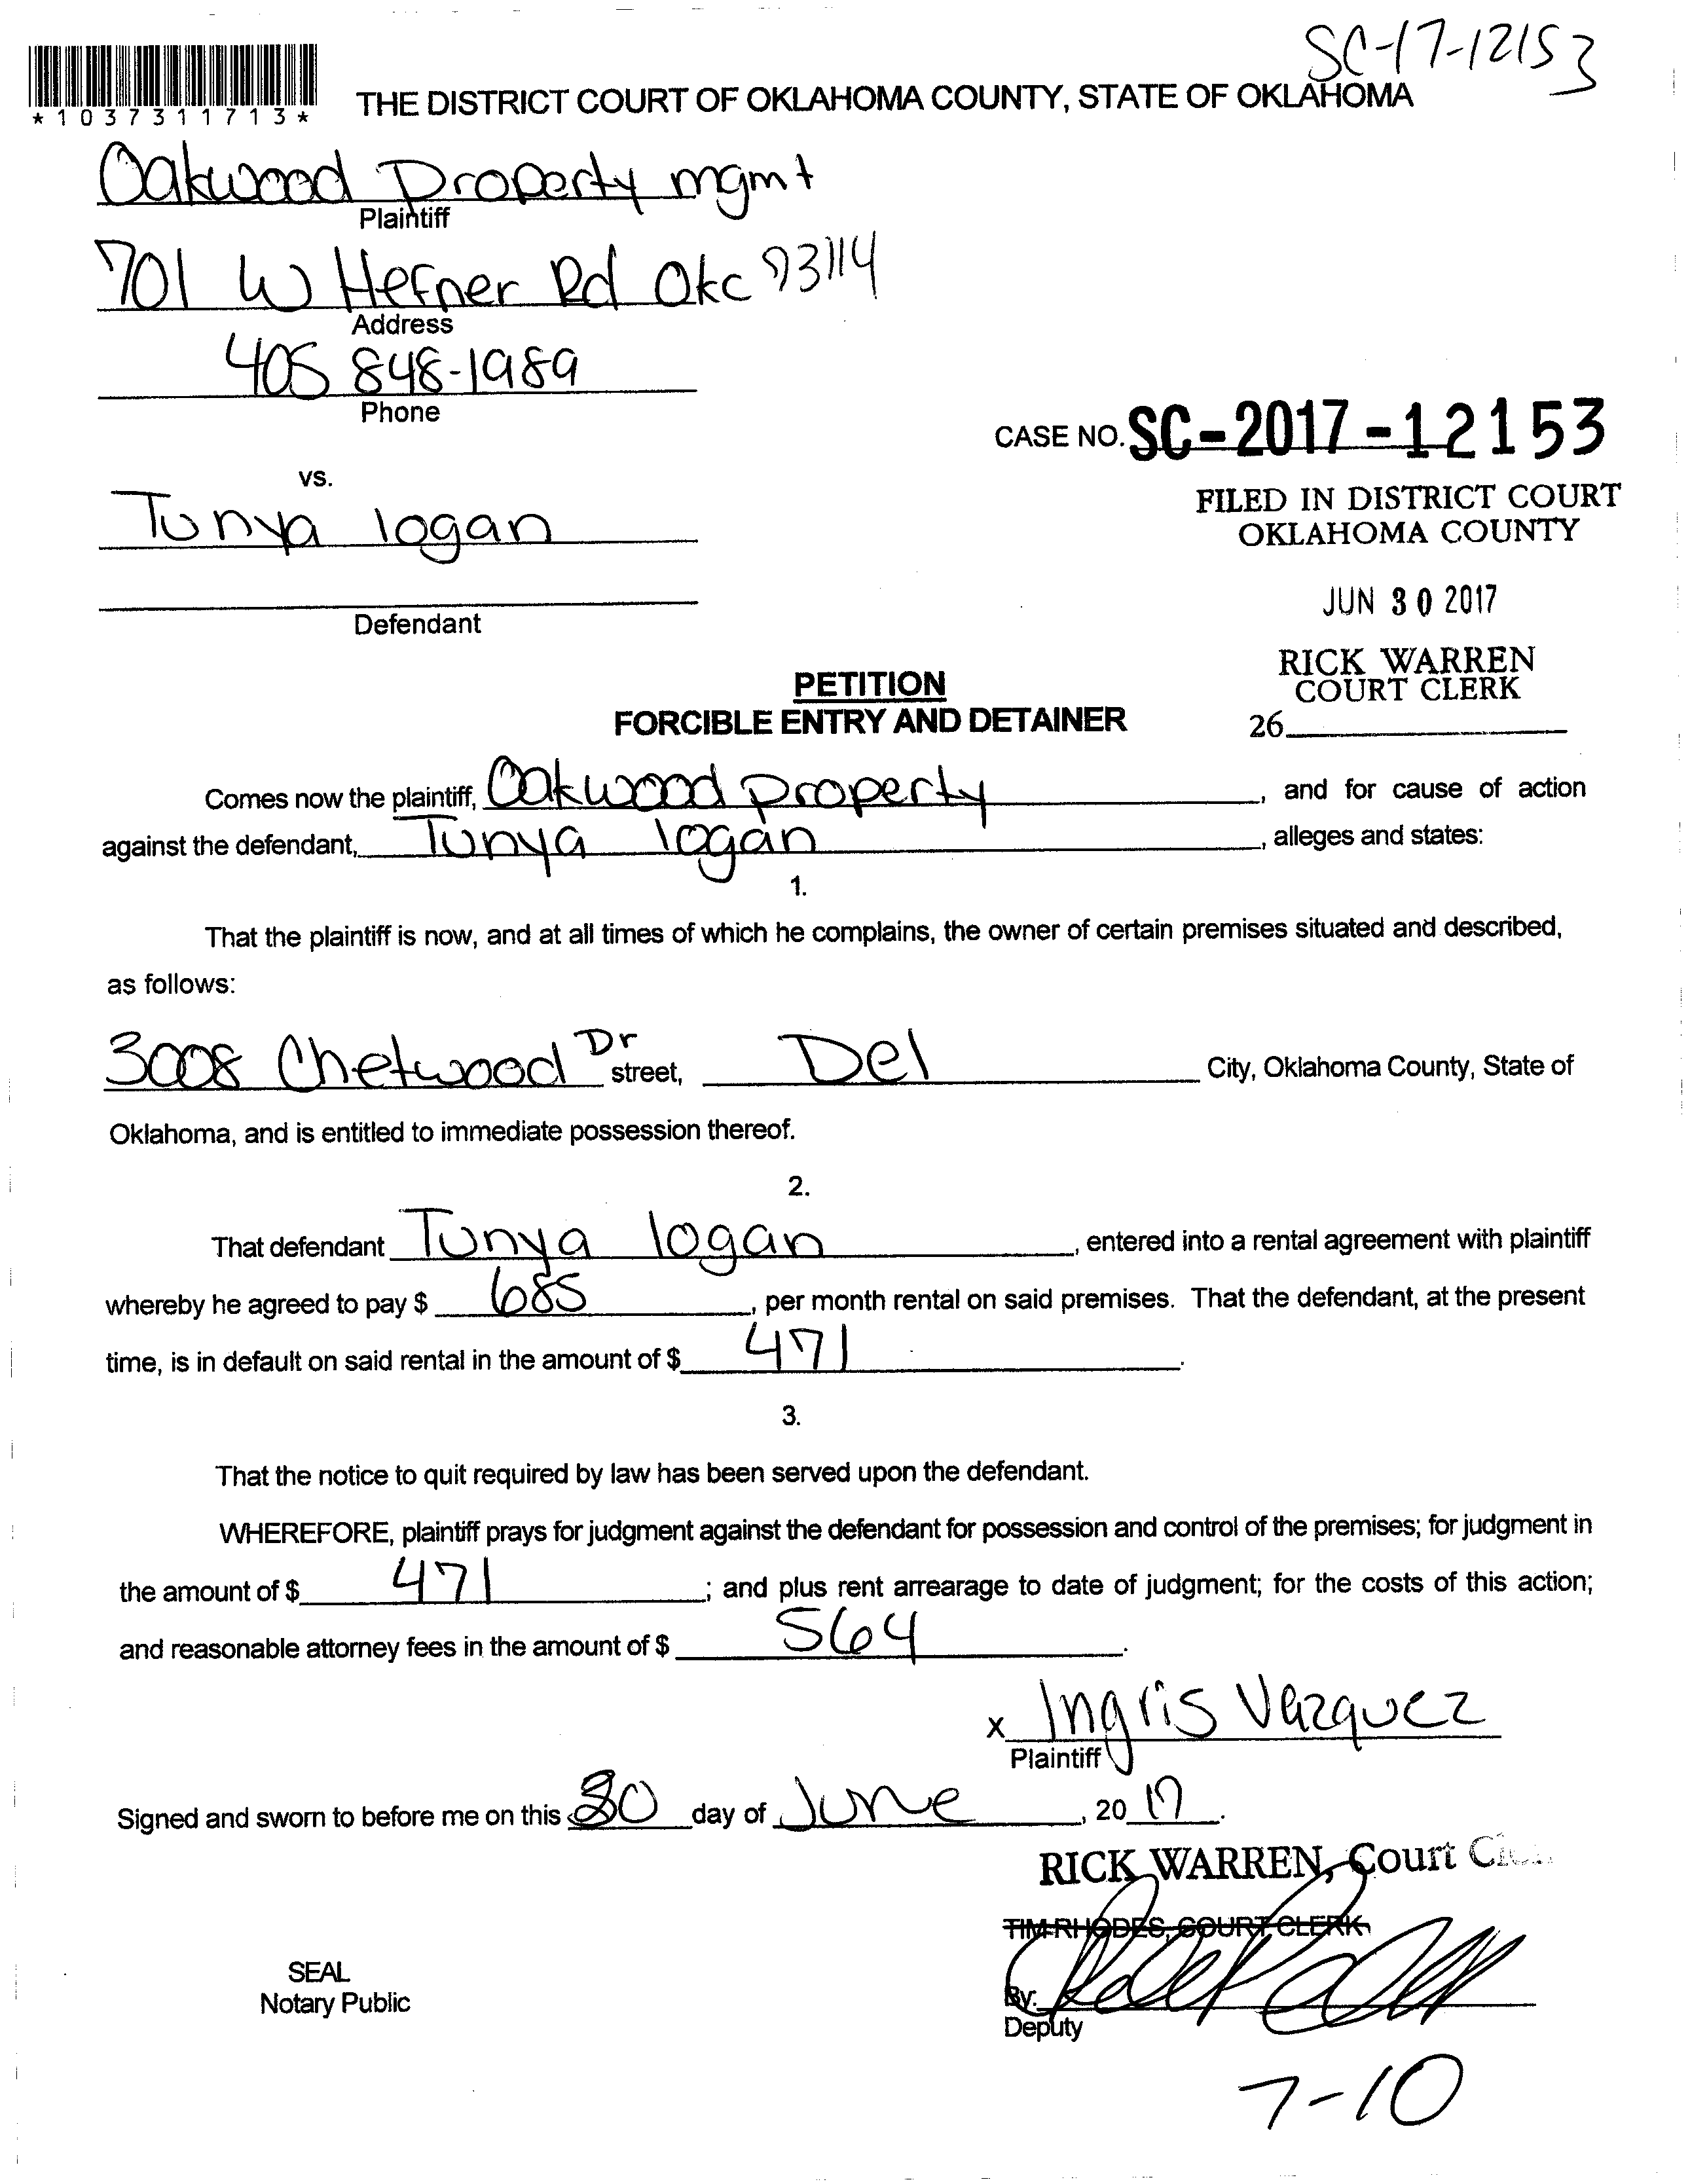 SC-17-12153
*1037311713*
THE DISTRICT COURT OF OKLAHOMA COUNTY, STATE OF OKLAHOMA
Oakwood Property mgmt
Plaintiff
701 W Hefner Rd Okc 73114
Address
405 848-1989
Phone
CASE NO. SC-2017-12153
vs.
FILED IN DISTRICT COURT
OKLAHOMA COUNTY
Tunya logan
JUN 30 2017
Defendant
RICK WARREN
COURT CLERK
26
PETITION
FORCIBLE ENTRY AND DETAINER
Comes now the plaintiff, Oakwood property, and for cause of action
against the defendant, Tunya logan, alleges and states:
1.
That the plaintiff is now, and at all times of which he complains, the owner of certain premises situated and described,
as follows:
3008 Chetwood Dr street, Del City, Oklahoma County, State of
Oklahoma, and is entitled to immediate possession thereof.
2.
That defendant Tunya logan, entered into a rental agreement with plaintiff
whereby he agreed to pay $ 685, per month rental on said premises. That the defendant, at the present
time, is in default on said rental in the amount of $ 471.
3.
That the notice to quit required by law has been served upon the defendant.
WHEREFORE, plaintiff prays for judgment against the defendant for possession and control of the premises; for judgment in
the amount of $ 471; and plus rent arrearage to date of judgment; for the costs of this action;
and reasonable attorney fees in the amount of $ 564.
x Ingris Vazquez
Plaintiff
Signed and sworn to before me on this 30 day of June, 20 17.
RICK WARREN, Court
TIM RHODES, COURT CLERK
SEAL
Notary Public
By:
Deputy
7-10